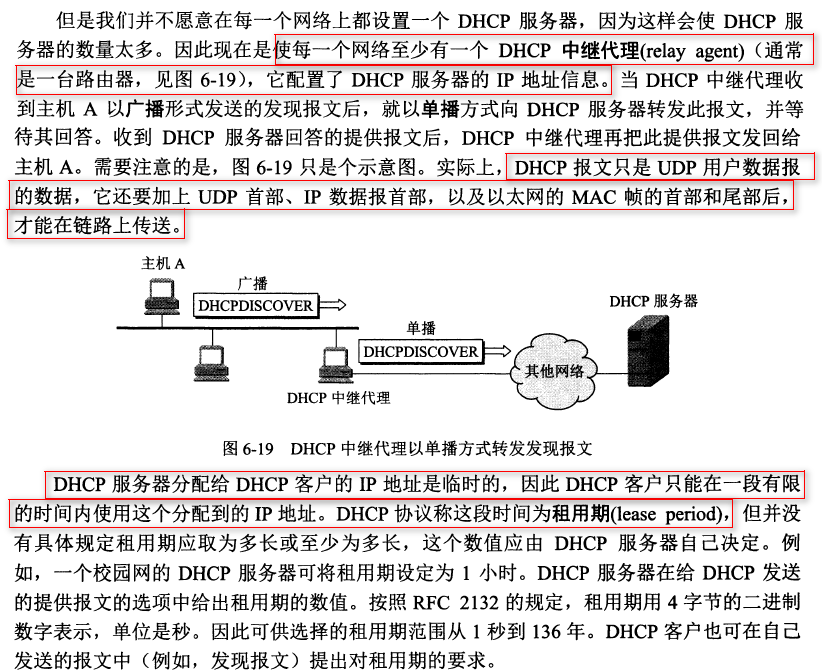 但是我们并不愿意在每一个网络上都设置一个 DHCP 服务器，因为这样会使 DHCP 服
务器的数量太多。因此现在是使每一个网络至少有一个 DHCP 中继代理(relay agent)（通常
是一台路由器，见图 6-19），它配置了 DHCP 服务器的 IP 地址信息。当 DHCP 中继代理收
到主机 A 以广播形式发送的发现报文后，就以单播方式向 DHCP 服务器转发此报文，并等
待其回答。收到 DHCP 服务器回答的提供报文后，DHCP 中继代理再把此提供报文发回给
主机 A。需要注意的是，图 6-19 只是个示意图。实际上，DHCP 报文只是 UDP 用户数据报
的数据，它还要加上 UDP 首部、IP 数据报首部，以及以太网的 MAC 帧的首部和尾部后，
才能在链路上传送。
主机 A
广播
DHCPDISCOVER
DHCP 服务器
单播
DHCPDISCOVER
其他网络
DHCP 中继代理
图 6-19 DHCP 中继代理以单播方式转发发现报文
DHCP 服务器分配给 DHCP 客户的 IP 地址是临时的，因此 DHCP 客户只能在一段有限
的时间内使用这个分配到的 IP 地址。DHCP 协议称这段时间为租用期(lease period)，但并没
有具体规定租用期应取为多长或至少为多长，这个数值应由 DHCP 服务器自己决定。例
如，一个校园网的 DHCP 服务器可将租用期设定为 1 小时。DHCP 服务器在给 DHCP 发送
的提供报文的选项中给出租用期的数值。按照 RFC 2132 的规定，租用期用 4 字节的二进制
数字表示，单位是秒。因此可供选择的租用期范围从 1 秒到 136 年。DHCP 客户也可在自己
发送的报文中（例如，发现报文）提出对租用期的要求。